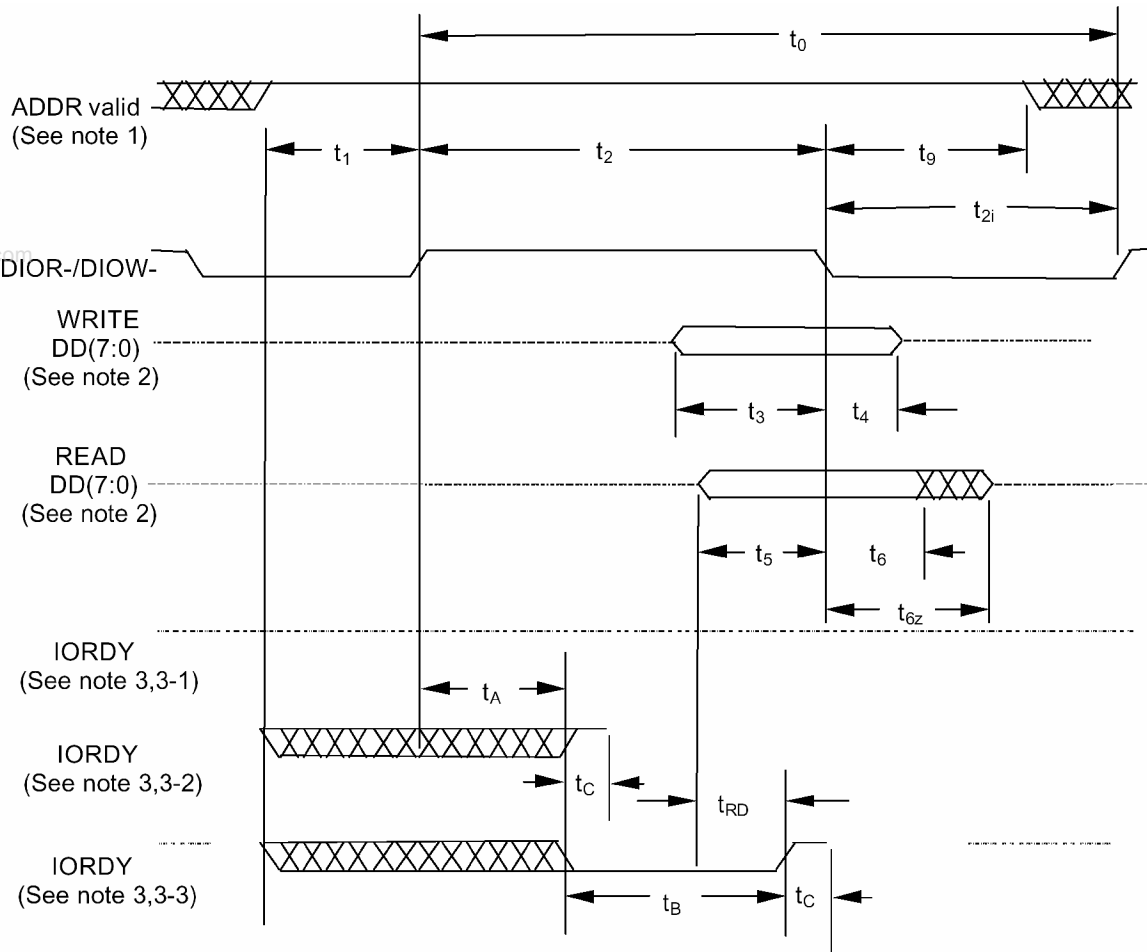 t0
ADDR valid
(See note 1)
t1
t2
t9
t2i
com
DIOR-/DIOW-
WRITE
DD(7:0)
(See note 2)
t3
t4
READ
DD(7:0)
(See note 2)
t5
t6
t6z
IORDY
(See note 3,3-1)
tA
IORDY
(See note 3,3-2)
tC
tRD
IORDY
(See note 3,3-3)
tB
tC